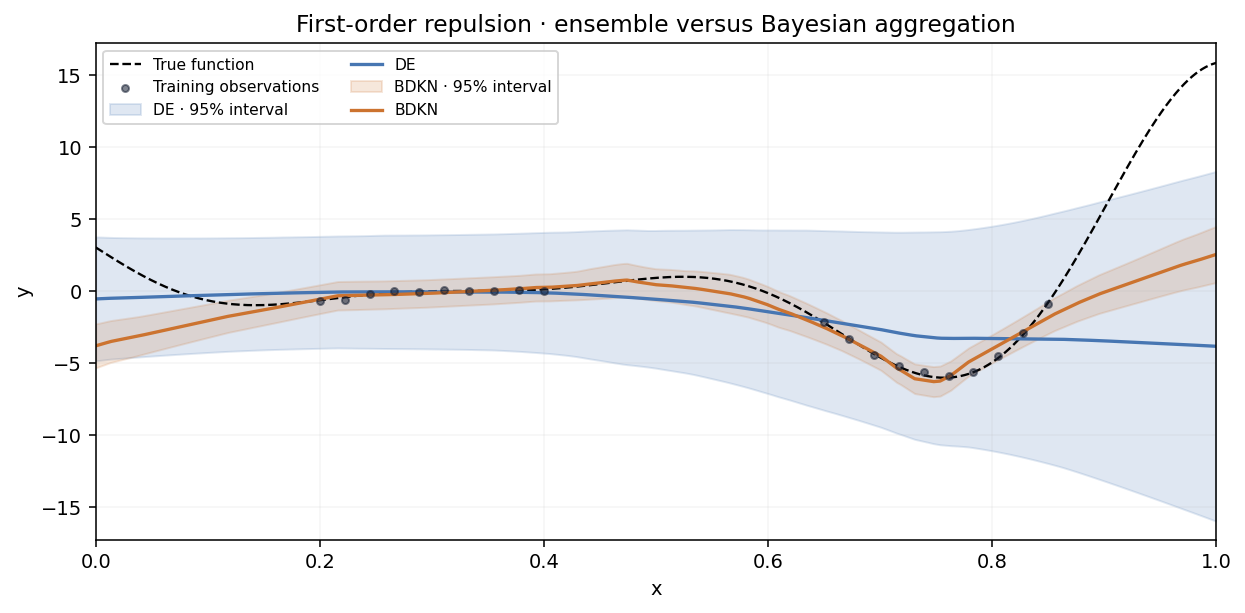 First-order repulsion · ensemble versus Bayesian aggregation
True function
Training observations
DE · 95% interval
DE
BDKN · 95% interval
BDKN
y
15
10
5
0
−5
−10
−15
0.0
0.2
0.4
0.6
0.8
1.0
x